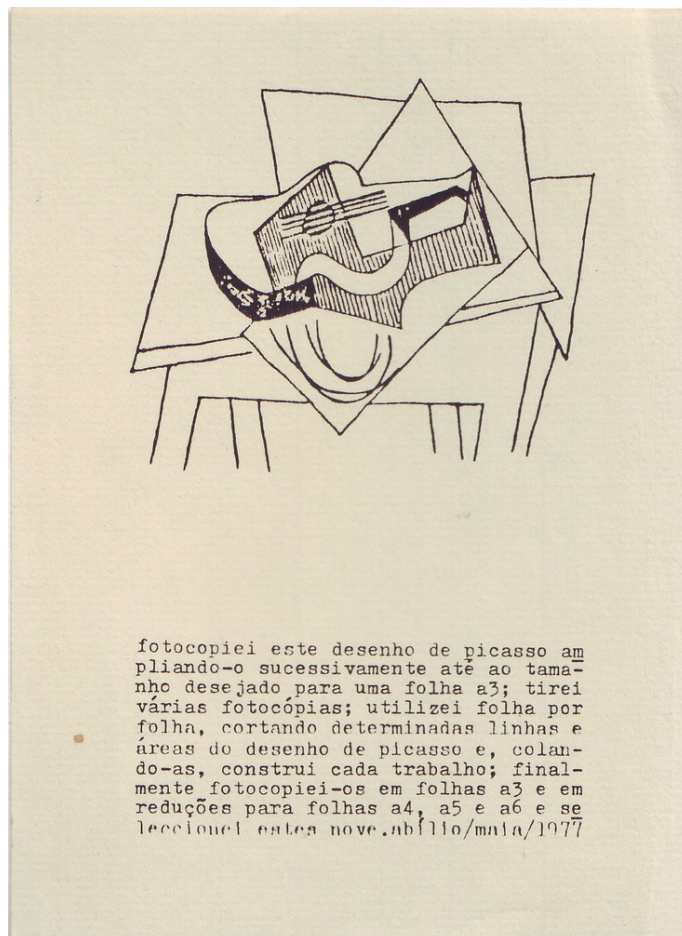 fotocopiei este desenho de picasso am
pliando-o sucessivamente até ao tama-
nho desejado para uma folha a3; tirei
várias fotocópias; utilizei folha por
folha, cortando determinadas linhas e
áreas do desenho de picasso e, colan-
do-as, construi cada trabalho; final-
mente fotocopiei-os em folhas a3 e em
reduções para folhas a4, a5 e a6 e se
leccionei estes nove.abílio/maia/1977